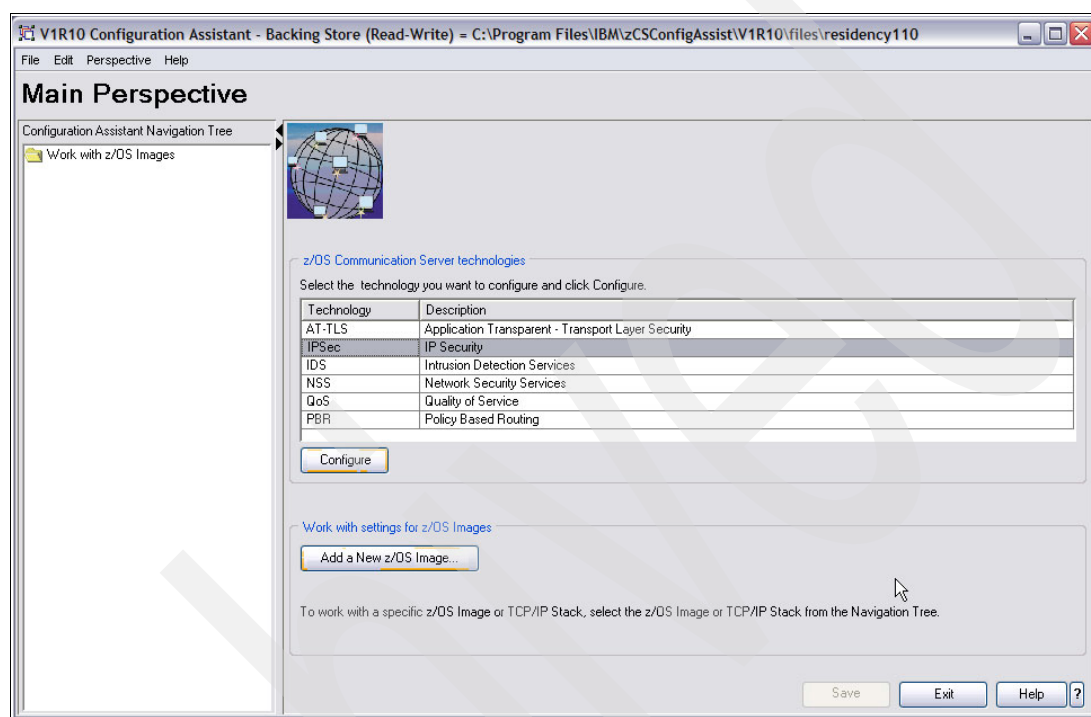 V1R10 Configuration Assistant - Backing Store (Read-Write) = C:\Program Files\IBM\zCSConfigAssist\V1R10\files\residency110
File Edit Perspective Help
Main Perspective
Configuration Assistant Navigation Tree
Work with z/OS Images
z/OS Communication Server technologies
Select the technology you want to configure and click Configure.
Technology Description
AT-TLS Application Transparent - Transport Layer Security
IPSec IP Security
IDS Intrusion Detection Services
NSS Network Security Services
QoS Quality of Service
PBR Policy Based Routing
Configure
Work with settings for z/OS Images
Add a New z/OS Image...
To work with a specific z/OS Image or TCP/IP Stack, select the z/OS Image or TCP/IP Stack from the Navigation Tree.
Save Exit Help ?